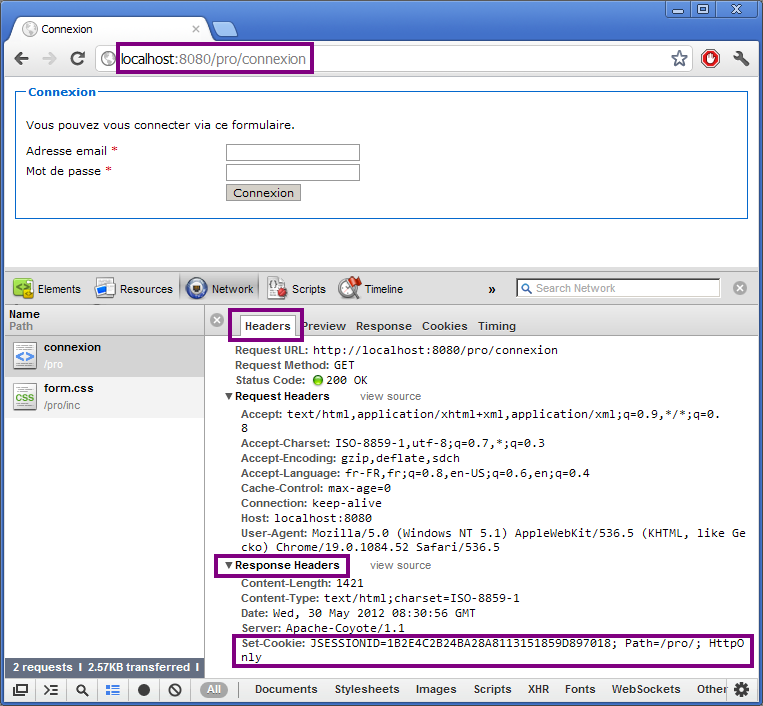 Connexion
localhost:8080/pro/connexion
Connexion
Vous pouvez vous connecter via ce formulaire.
Adresse email *
Mot de passe *
Connexion
Elements Resources Network Scripts Timeline » Search Network
Name
Path
Headers Preview Response Cookies Timing
connexion
/pro
form.css
/pro/inc
Request URL: http://localhost:8080/pro/connexion
Request Method: GET
Status Code: 200 OK
▼Request Headers view source
Accept: text/html,application/xhtml+xml,application/xml;q=0.9,*/*;q=0.
8
Accept-Charset: ISO-8859-1,utf-8;q=0.7,*;q=0.3
Accept-Encoding: gzip,deflate,sdch
Accept-Language: fr-FR,fr;q=0.8,en-US;q=0.6,en;q=0.4
Cache-Control: max-age=0
Connection: keep-alive
Host: localhost:8080
User-Agent: Mozilla/5.0 (Windows NT 5.1) AppleWebKit/536.5 (KHTML, like Ge
cko) Chrome/19.0.1084.52 Safari/536.5
▼Response Headers view source
Content-Length: 1421
Content-Type: text/html;charset=ISO-8859-1
Date: Wed, 30 May 2012 08:30:56 GMT
Server: Apache-Coyote/1.1
Set-Cookie: JSESSIONID=1B2E4C2B24BA28A8113151859D897018; Path=/pro/; HttpO
nly
2 requests | 2.57KB transferred |
All Documents Stylesheets Images Scripts XHR Fonts WebSockets Other